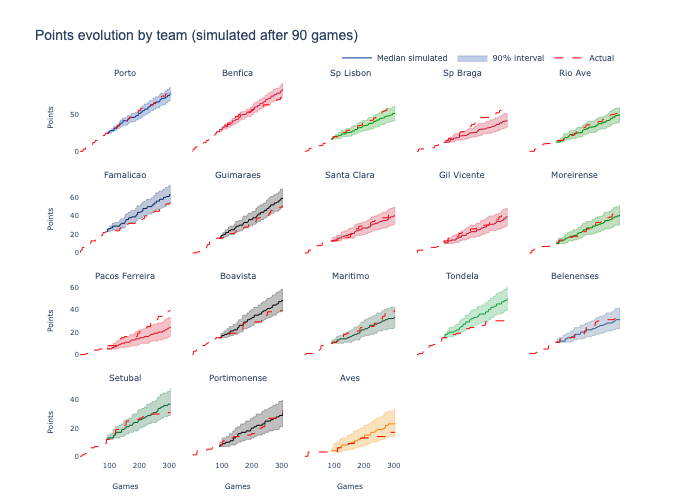 Points evolution by team (simulated after 90 games)
Median simulated 90% interval Actual
Porto Benfica Sp Lisbon Sp Braga Rio Ave
Points
50
0
Famalicao Guimaraes Santa Clara Gil Vicente Moreirense
Points
60
40
20
0
Pacos Ferreira Boavista Maritimo Tondela Belenenses
Points
60
40
20
0
Setubal Portimonense Aves
Points
40
20
0
100 200 300 100 200 300 100 200 300
Games Games Games